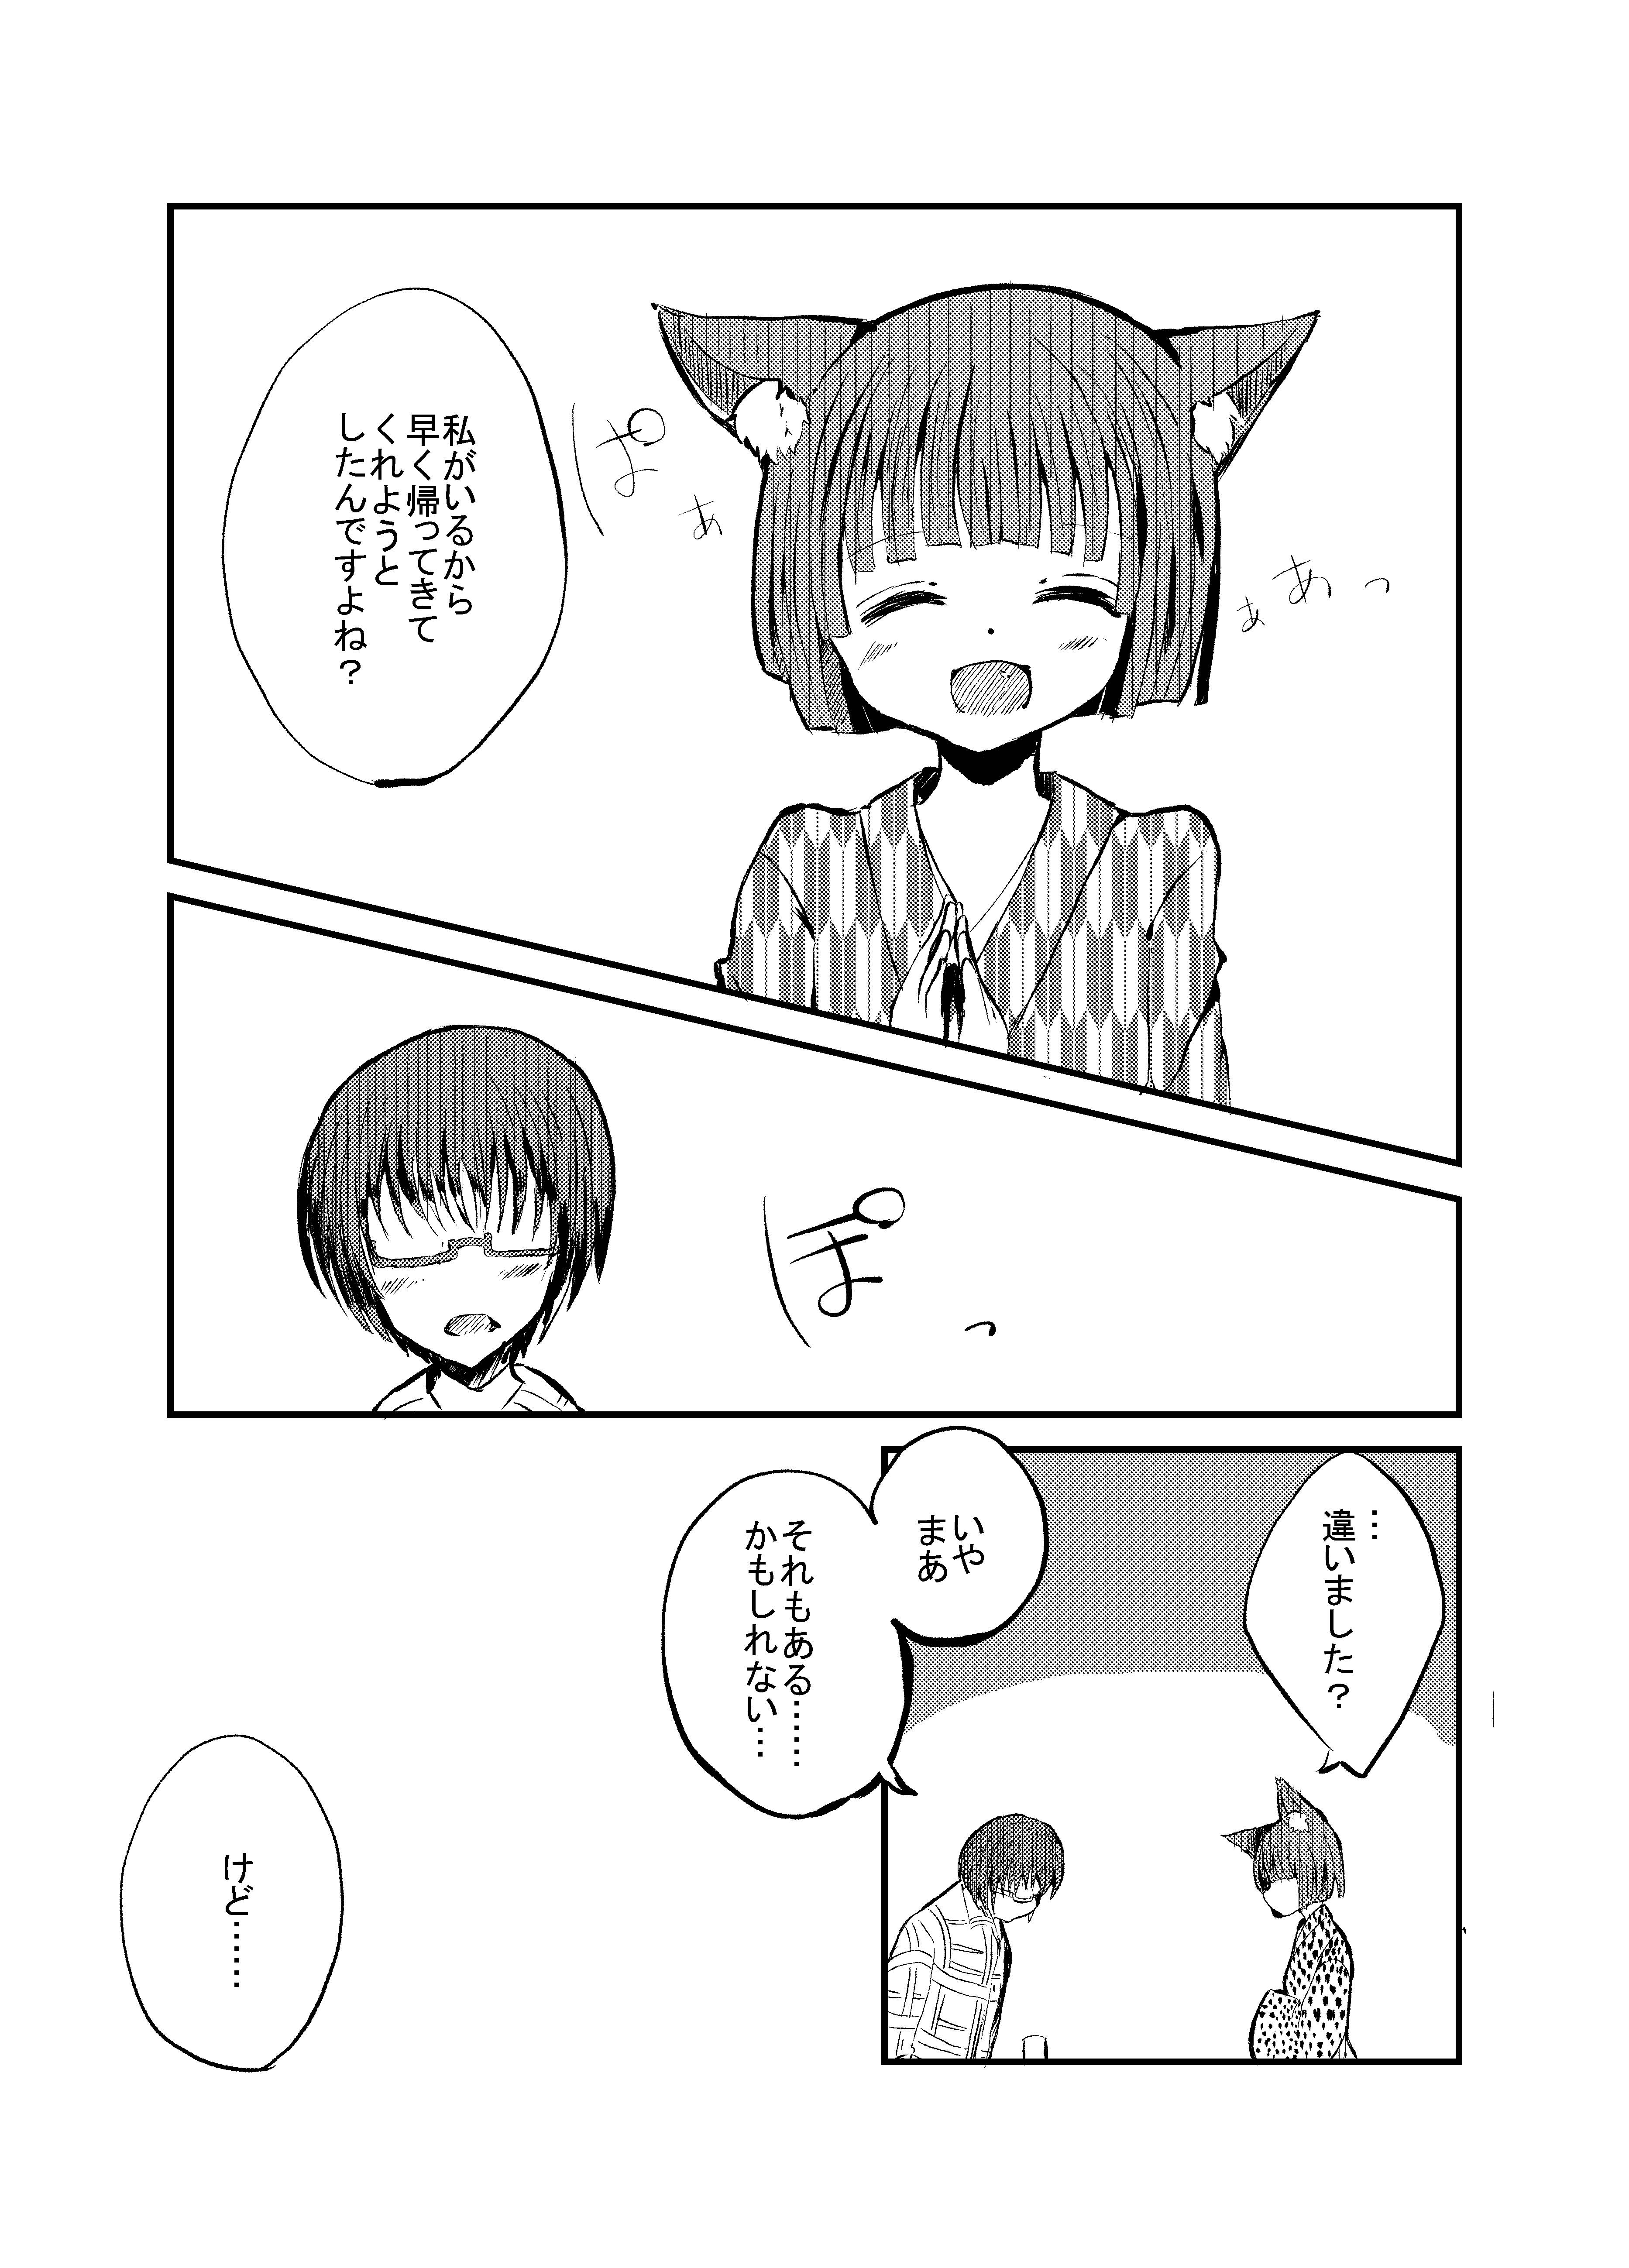 ぱぁ
ぁあっ
私がいるから
早く帰ってきて
くれようと
したんですよね？
ぽっ
…
違いました？
いや
まあ
それもある……
かもしれない…
けど……